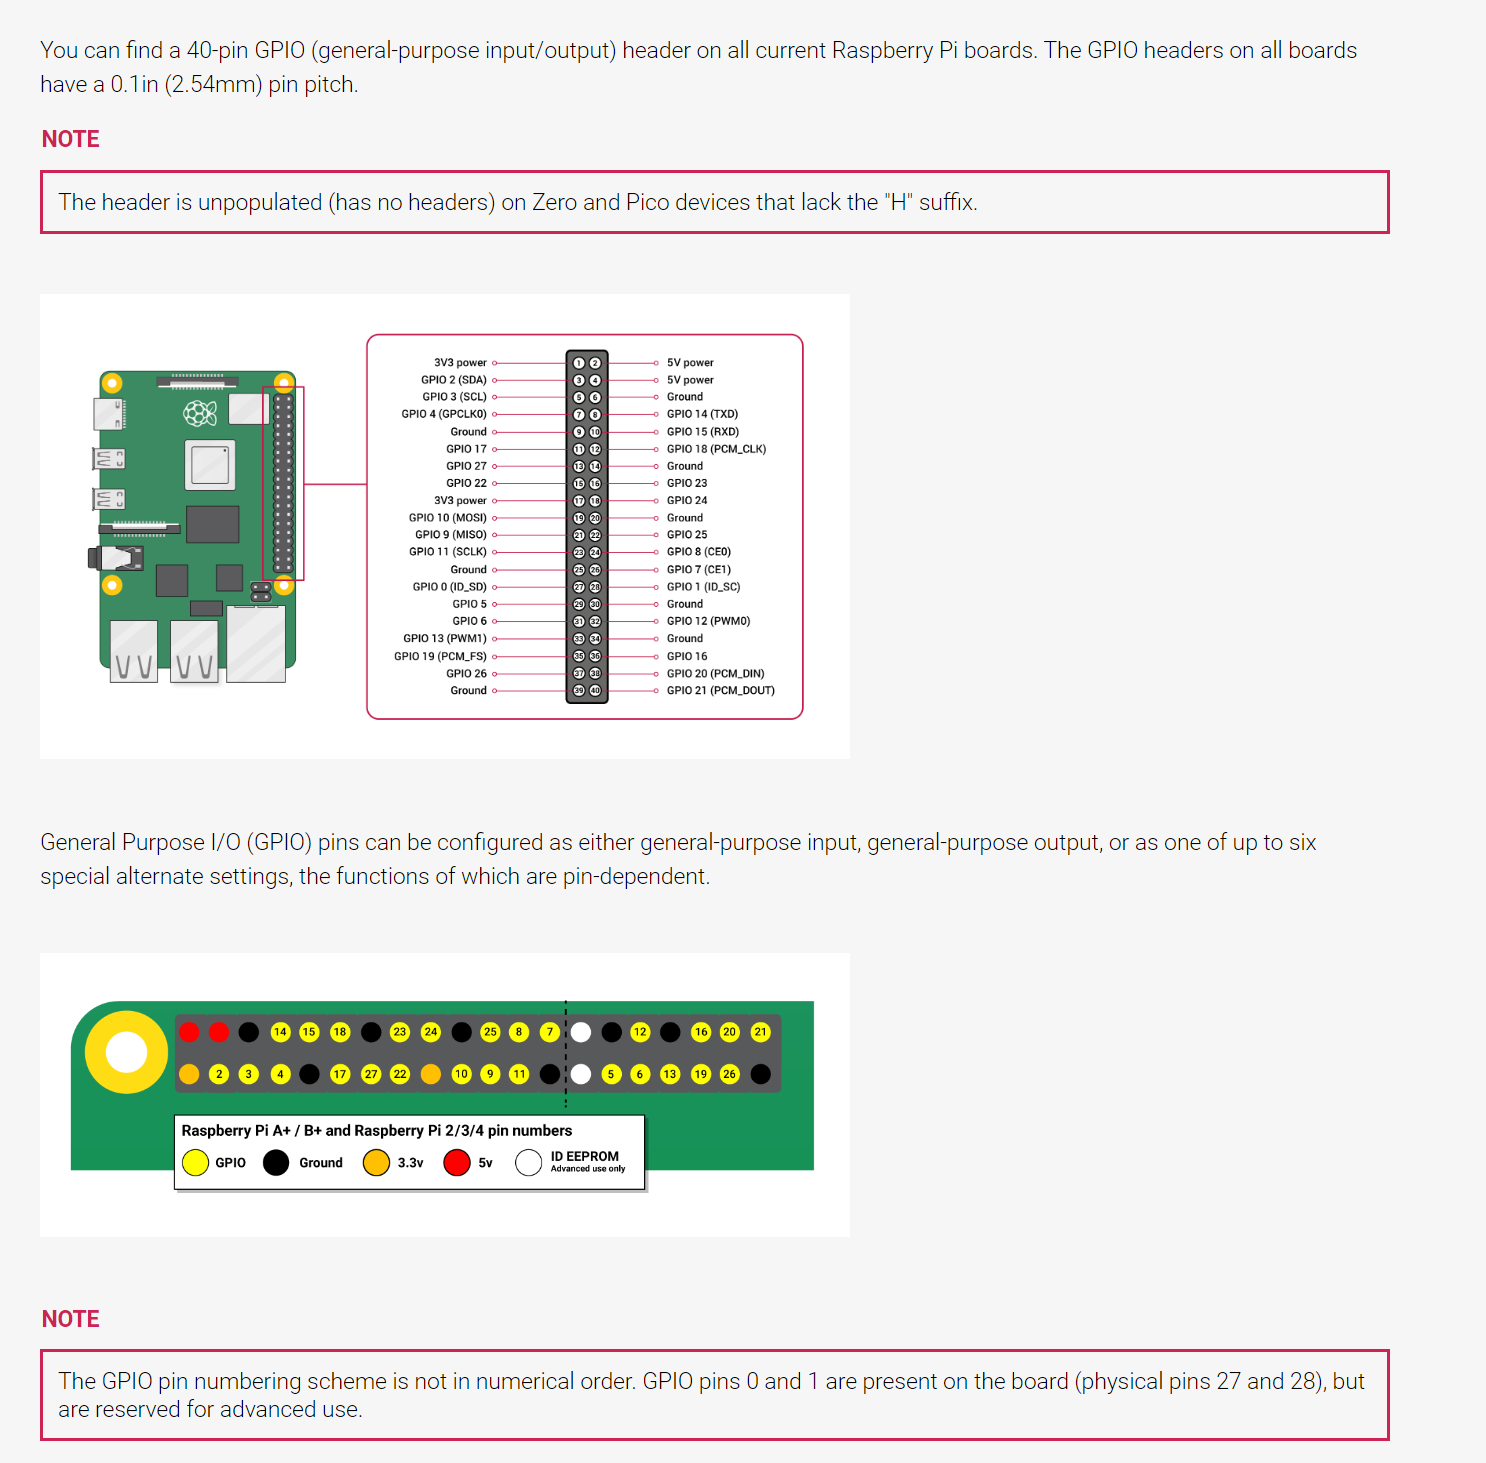 You can find a 40-pin GPIO (general-purpose input/output) header on all current Raspberry Pi boards. The GPIO headers on all boards
have a 0.1in (2.54mm) pin pitch.
NOTE
The header is unpopulated (has no headers) on Zero and Pico devices that lack the "H" suffix.
3V3 power 1 2 5V power
GPIO 2 (SDA) 3 4 5V power
GPIO 3 (SCL) 5 6 Ground
GPIO 4 (GPCLK0) 7 8 GPIO 14 (TXD)
Ground 9 10 GPIO 15 (RXD)
GPIO 17 11 12 GPIO 18 (PCM_CLK)
GPIO 27 13 14 Ground
GPIO 22 15 16 GPIO 23
3V3 power 17 18 GPIO 24
GPIO 10 (MOSI) 19 20 Ground
GPIO 9 (MISO) 21 22 GPIO 25
GPIO 11 (SCLK) 23 24 GPIO 8 (CE0)
Ground 25 26 GPIO 7 (CE1)
GPIO 0 (ID_SD) 27 28 GPIO 1 (ID_SC)
GPIO 5 29 30 Ground
GPIO 6 31 32 GPIO 12 (PWM0)
GPIO 13 (PWM1) 33 34 Ground
GPIO 19 (PCM_FS) 35 36 GPIO 16
GPIO 26 37 38 GPIO 20 (PCM_DIN)
Ground 39 40 GPIO 21 (PCM_DOUT)
General Purpose I/O (GPIO) pins can be configured as either general-purpose input, general-purpose output, or as one of up to six
special alternate settings, the functions of which are pin-dependent.
14 15 18 23 24 25 8 7 12 16 20 21
2 3 4 17 27 22 10 9 11 5 6 13 19 26
Raspberry Pi A+ / B+ and Raspberry Pi 2/3/4 pin numbers
GPIO Ground 3.3v 5v ID EEPROM
Advanced use only
NOTE
The GPIO pin numbering scheme is not in numerical order. GPIO pins 0 and 1 are present on the board (physical pins 27 and 28), but
are reserved for advanced use.